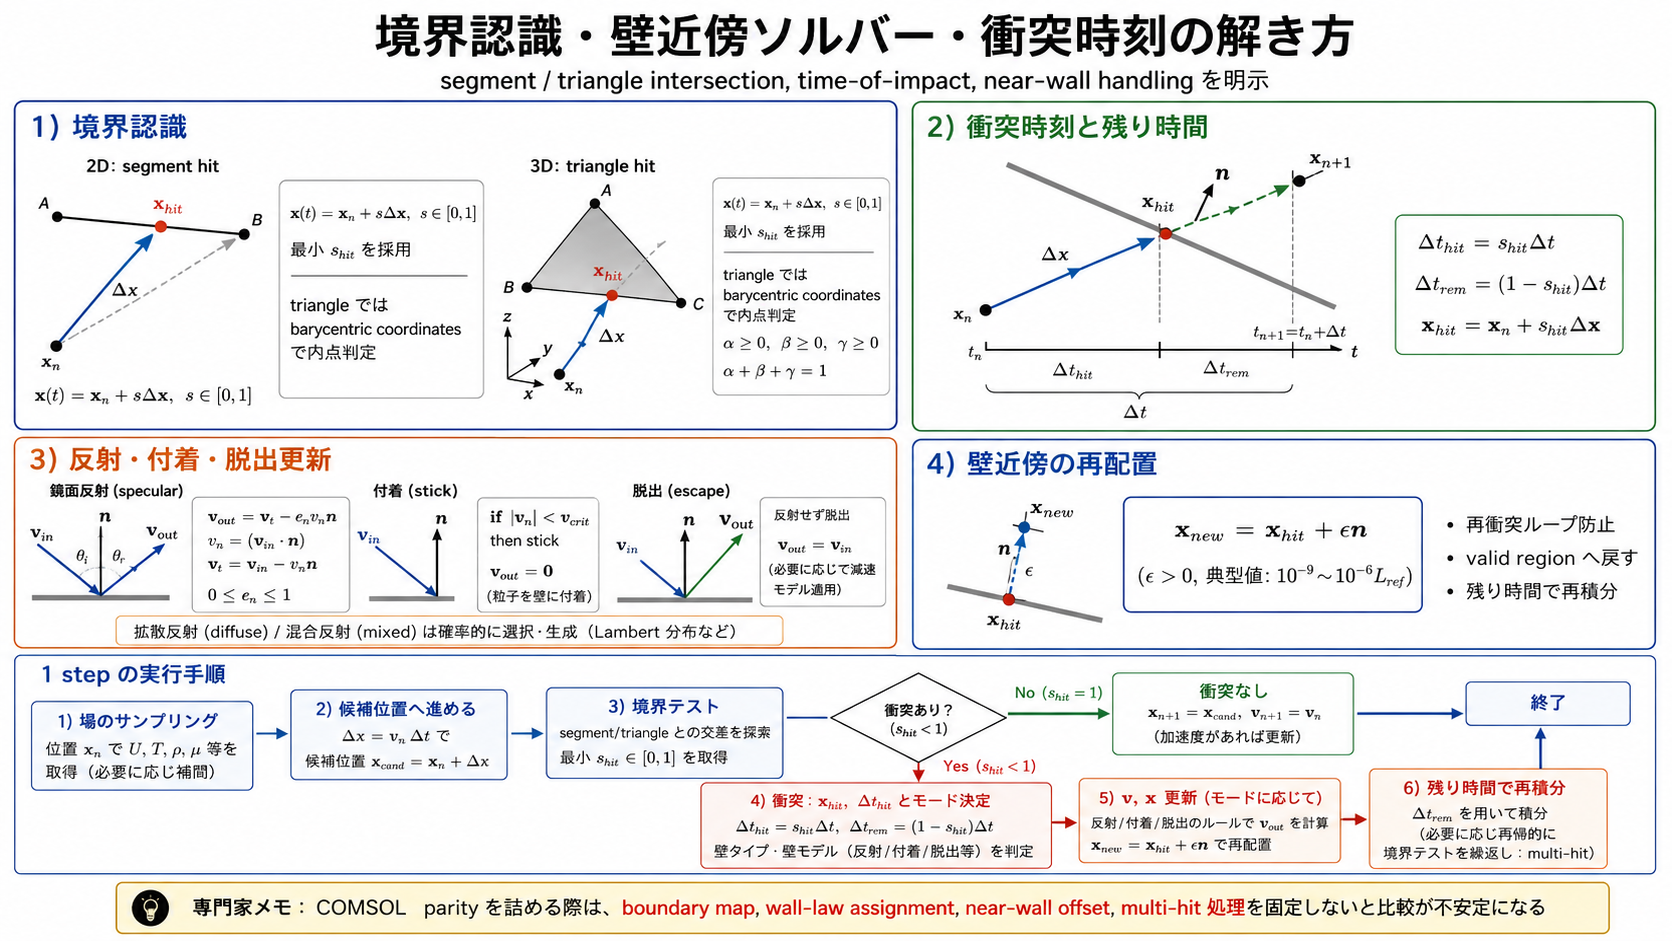 境界認識・壁近傍ソルバー・衝突時刻の解き方
segment / triangle intersection, time-of-impact, near-wall handling を明示
1) 境界認識
2D: segment hit
A
x_hit
B
Δx
x_n
x(t) = x_n + sΔx, s ∈ [0,1]
x(t) = x_n + sΔx, s ∈ [0,1]
最小 s_hit を採用
triangle では
barycentric coordinates
で内点判定
3D: triangle hit
A
x_hit
B
C
z
y
x
Δx
x_n
x(t) = x_n + sΔx, s ∈ [0,1]
最小 s_hit を採用
triangle では
barycentric coordinates
で内点判定
α ≥ 0, β ≥ 0, γ ≥ 0
α + β + γ = 1
2) 衝突時刻と残り時間
x_{n+1}
n
x_hit
Δx
x_n
t_{n+1}=t_n+Δt
t_n
t
Δt_hit
Δt_rem
Δt
Δt_hit = s_hit Δt
Δt_rem = (1 − s_hit)Δt
x_hit = x_n + s_hit Δx
3) 反射・付着・脱出更新
鏡面反射 (specular)
n
v_in
v_out
θ_i
θ_r
v_out = v_t − e_n v_n n
v_n = (v_in · n)
v_t = v_in − v_n n
0 ≤ e_n ≤ 1
付着 (stick)
n
v_in
if |v_n| < v_crit
then stick
v_out = 0
(粒子を壁に付着)
脱出 (escape)
n
v_out
v_in
反射せず脱出
v_out = v_in
(必要に応じて減速
モデル適用)
拡散反射 (diffuse) / 混合反射 (mixed) は確率的に選択・生成（Lambert 分布など）
4) 壁近傍の再配置
x_new
n
ϵ
x_hit
x_new = x_hit + ϵn
(ϵ > 0, 典型値: 10^{-9}～10^{-6}L_ref)
• 再衝突ループ防止
• valid region へ戻す
• 残り時間で再積分
1 step の実行手順
1) 場のサンプリング
位置 x_n で U, T, ρ, μ 等を
取得（必要に応じ補間）
2) 候補位置へ進める
Δx = v_n Δt で
候補位置 x_cand = x_n + Δx
3) 境界テスト
segment/triangle との交差を探索
最小 s_hit ∈ [0,1] を取得
衝突あり？
(s_hit < 1)
No (s_hit = 1)
衝突なし
x_{n+1} = x_cand, v_{n+1} = v_n
（加速度があれば更新）
終了
Yes (s_hit < 1)
4) 衝突：x_hit, Δt_hit とモード決定
Δt_hit = s_hit Δt, Δt_rem = (1 − s_hit)Δt
壁タイプ・壁モデル（反射/付着/脱出等）を判定
5) v, x 更新 (モードに応じて)
反射/付着/脱出のルールで v_out を計算
x_new = x_hit + ϵn で再配置
6) 残り時間で再積分
Δt_rem を用いて積分
（必要に応じ再帰的に
境界テストを繰返し：multi-hit）
専門家メモ： COMSOL parity を詰める際は、boundary map, wall-law assignment, near-wall offset, multi-hit 処理を固定しないと比較が不安定になる